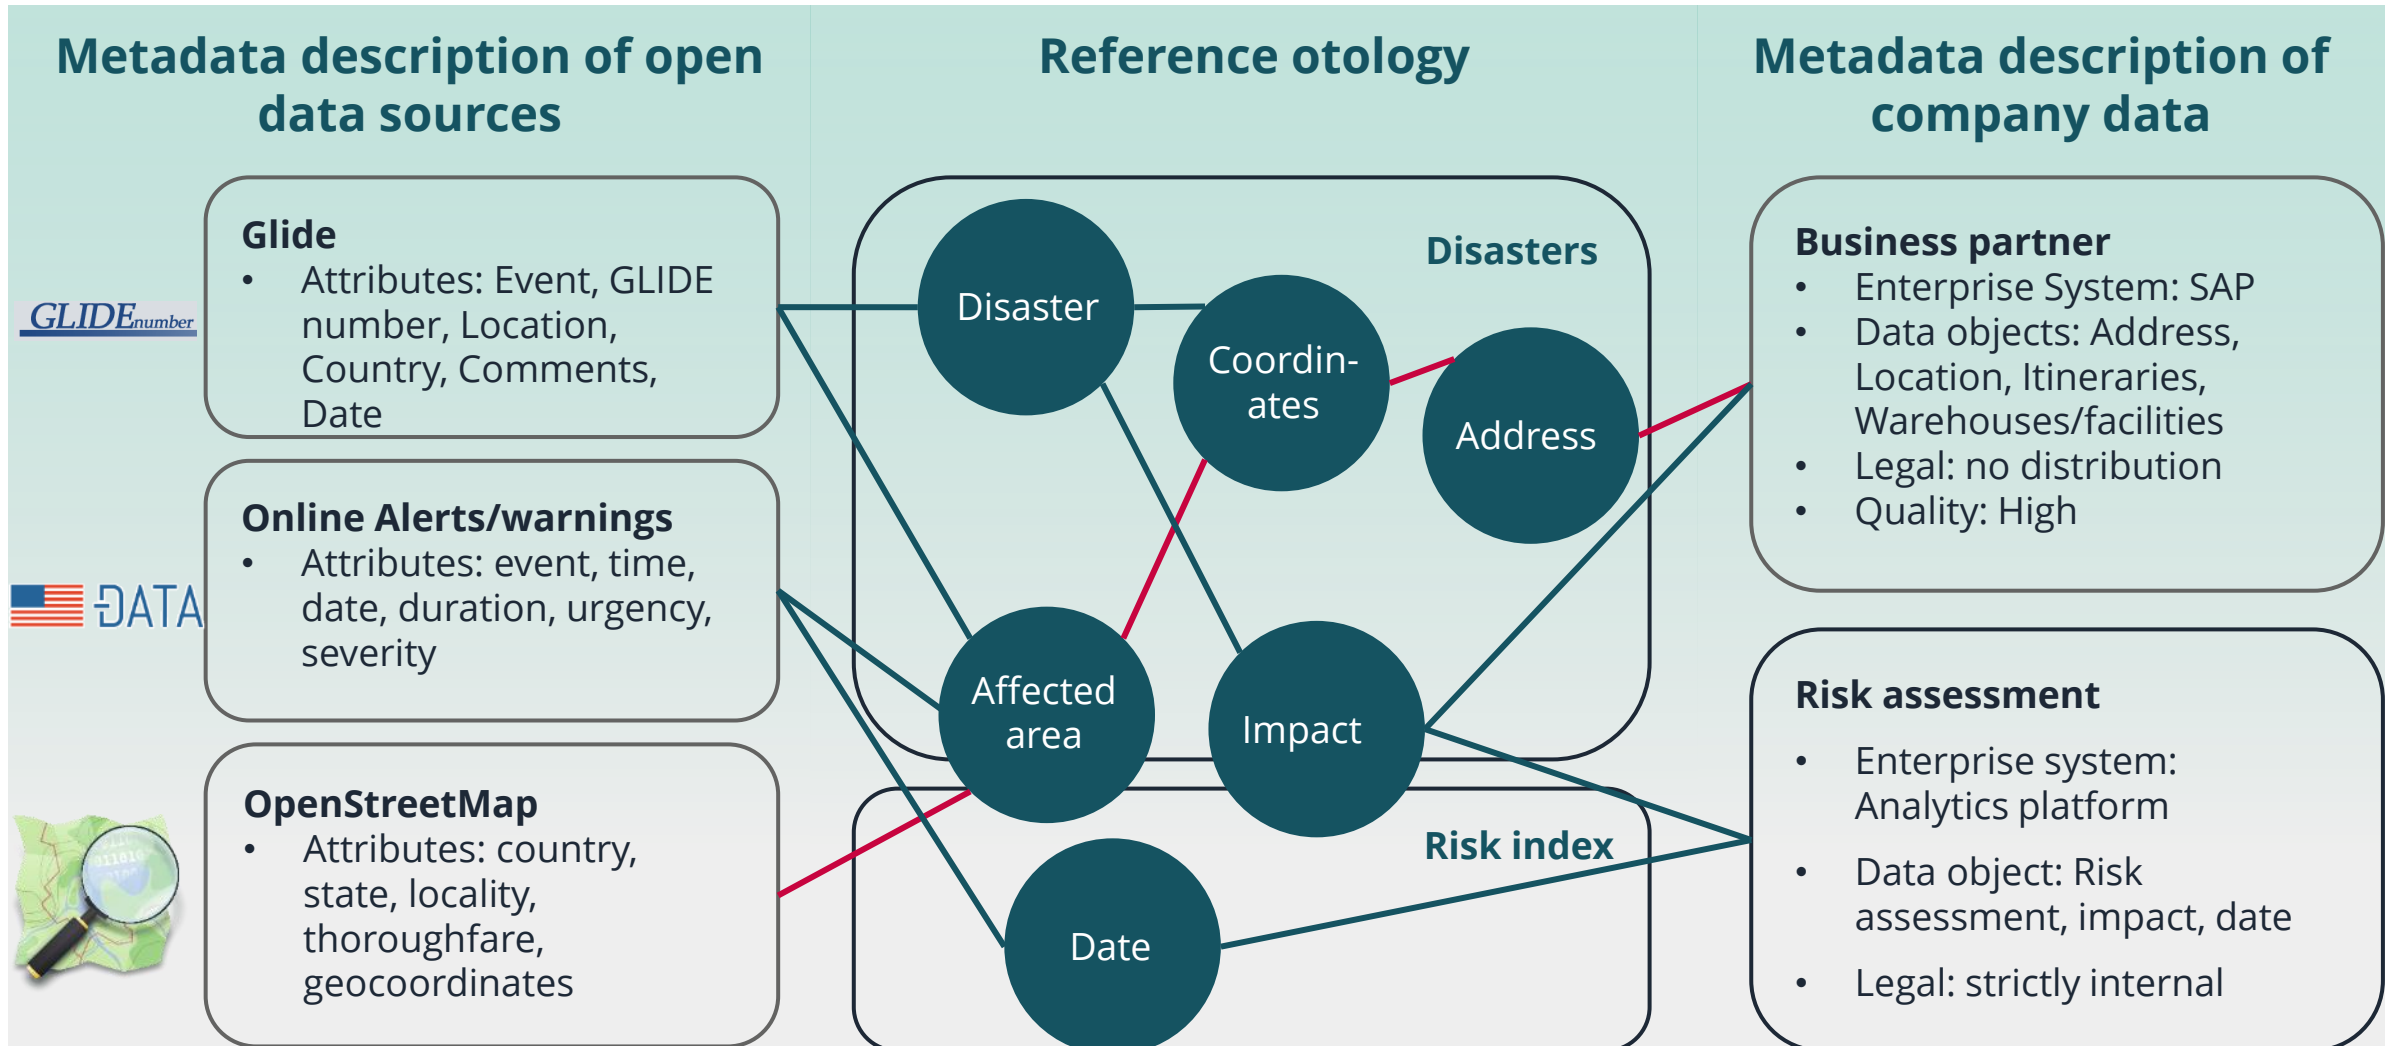 Metadata description of open
data sources
Reference otology
Metadata description of
company data
GLIDEnumber
Glide
• Attributes: Event, GLIDE
number, Location,
Country, Comments,
Date
DATA
Online Alerts/warnings
• Attributes: event, time,
date, duration, urgency,
severity
OpenStreetMap
• Attributes: country,
state, locality,
thoroughfare,
geocoordinates
Disasters
Disaster
Coordin-
ates
Address
Affected
area
Impact
Risk index
Date
Business partner
• Enterprise System: SAP
• Data objects: Address,
Location, Itineraries,
Warehouses/facilities
• Legal: no distribution
• Quality: High
Risk assessment
• Enterprise system:
Analytics platform
• Data object: Risk
assessment, impact, date
• Legal: strictly internal